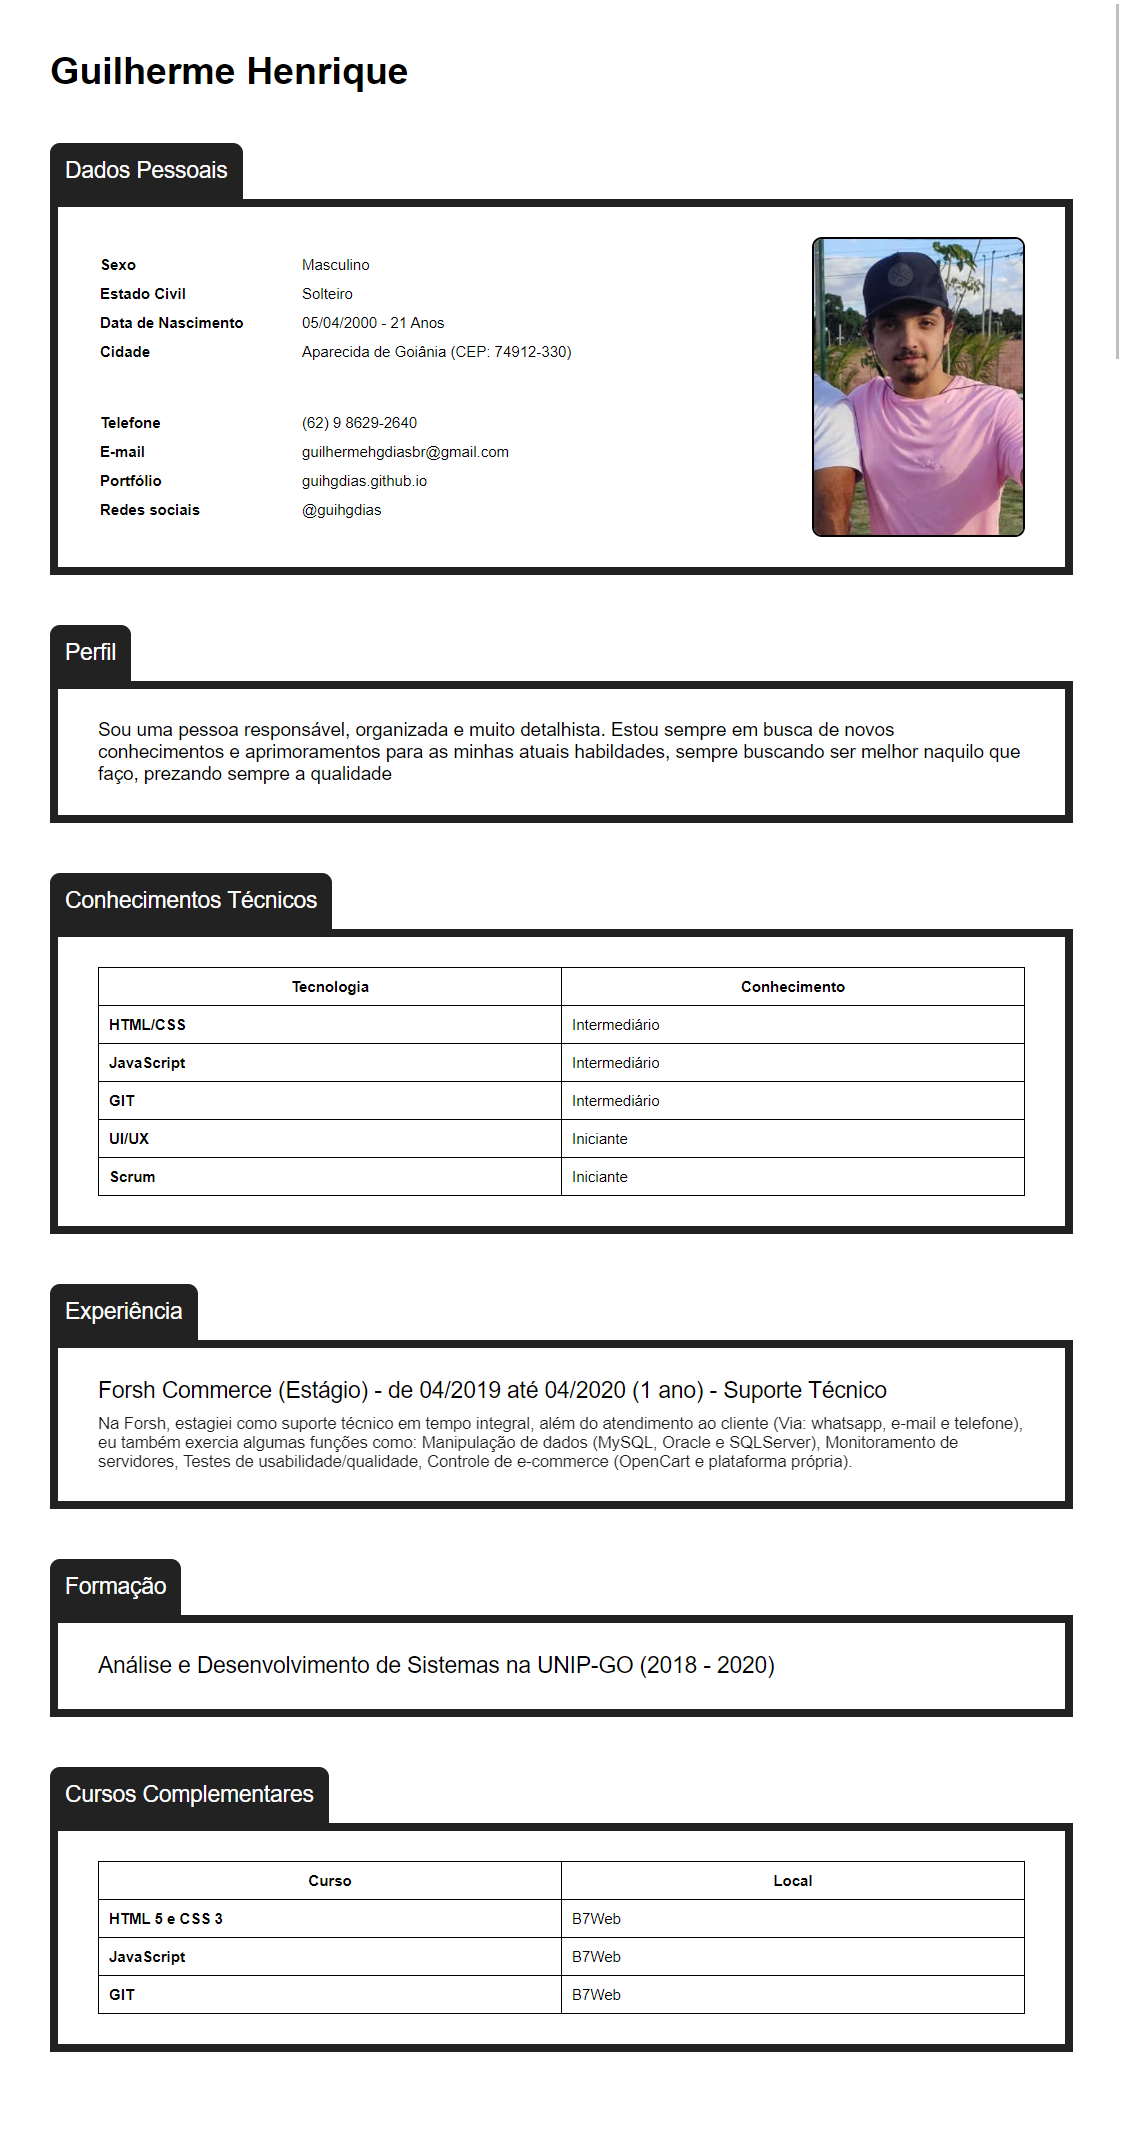 Guilherme Henrique
Dados Pessoais
Sexo Masculino
Estado Civil Solteiro
Data de Nascimento 05/04/2000 - 21 Anos
Cidade Aparecida de Goiânia (CEP: 74912-330)
Telefone (62) 9 8629-2640
E-mail guilhermehgdiasbr@gmail.com
Portfólio guihgdias.github.io
Redes sociais @guihgdias
Perfil
Sou uma pessoa responsável, organizada e muito detalhista. Estou sempre em busca de novos
conhecimentos e aprimoramentos para as minhas atuais habildades, sempre buscando ser melhor naquilo que
faço, prezando sempre a qualidade
Conhecimentos Técnicos
Tecnologia Conhecimento
HTML/CSS Intermediário
JavaScript Intermediário
GIT Intermediário
UI/UX Iniciante
Scrum Iniciante
Experiência
Forsh Commerce (Estágio) - de 04/2019 até 04/2020 (1 ano) - Suporte Técnico
Na Forsh, estagiei como suporte técnico em tempo integral, além do atendimento ao cliente (Via: whatsapp, e-mail e telefone),
eu também exercia algumas funções como: Manipulação de dados (MySQL, Oracle e SQLServer), Monitoramento de
servidores, Testes de usabilidade/qualidade, Controle de e-commerce (OpenCart e plataforma própria).
Formação
Análise e Desenvolvimento de Sistemas na UNIP-GO (2018 - 2020)
Cursos Complementares
Curso Local
HTML 5 e CSS 3 B7Web
JavaScript B7Web
GIT B7Web